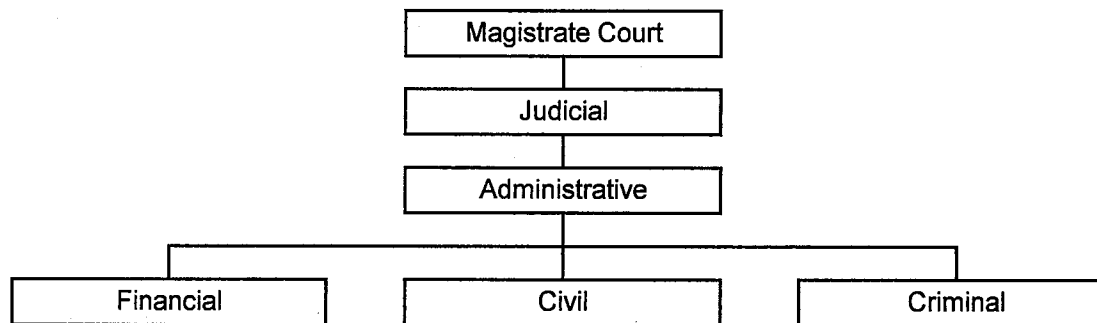 Magistrate Court
Judicial
Administrative
Financial
Civil
Criminal